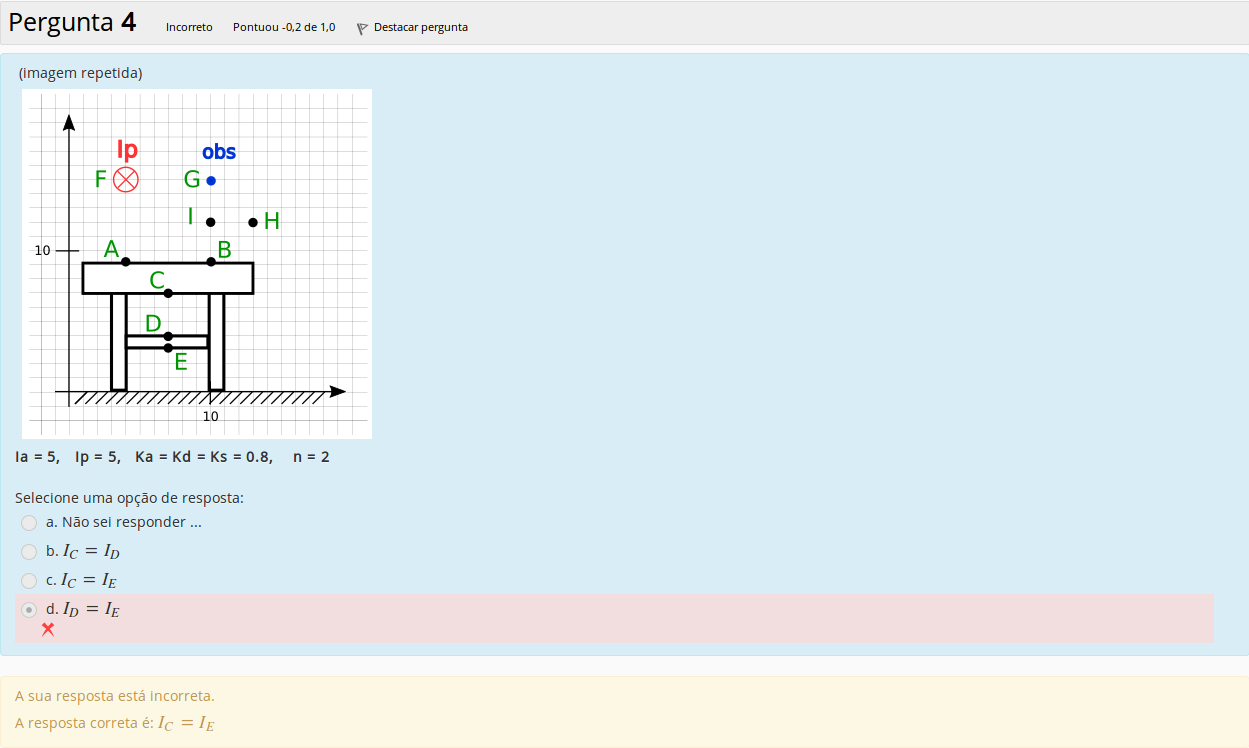 Pergunta 4 Incorreto Pontuou -0,2 de 1,0 Destacar pergunta
(imagem repetida)
Ip obs
F G
I H
10 A B
C
D
E
10
Ia = 5, Ip = 5, Ka = Kd = Ks = 0.8, n = 2
Selecione uma opção de resposta:
a. Não sei responder ...
b. I_C = I_D
c. I_C = I_E
d. I_D = I_E
A sua resposta está incorreta.
A resposta correta é: I_C = I_E